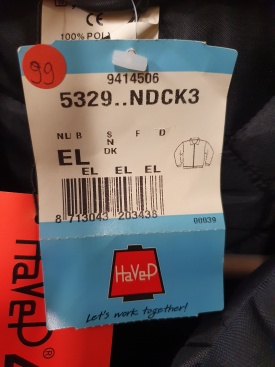 CE
100% POL
99
9414506
5329..NDCK3
NL/B S F D
N
DK
EL
EL EL EL
8 713043 203438
00039
HaVeP
Let's work together!
HaVeP®